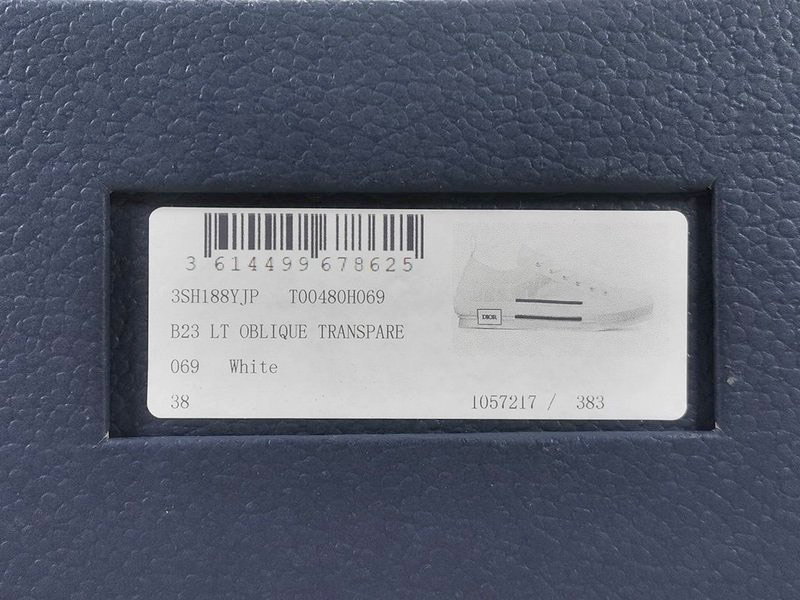 3 614499 678625
3SH188YJP T00480H069
B23 LT OBLIQUE TRANSPARE
069 White
38
DIOR
1057217 / 383